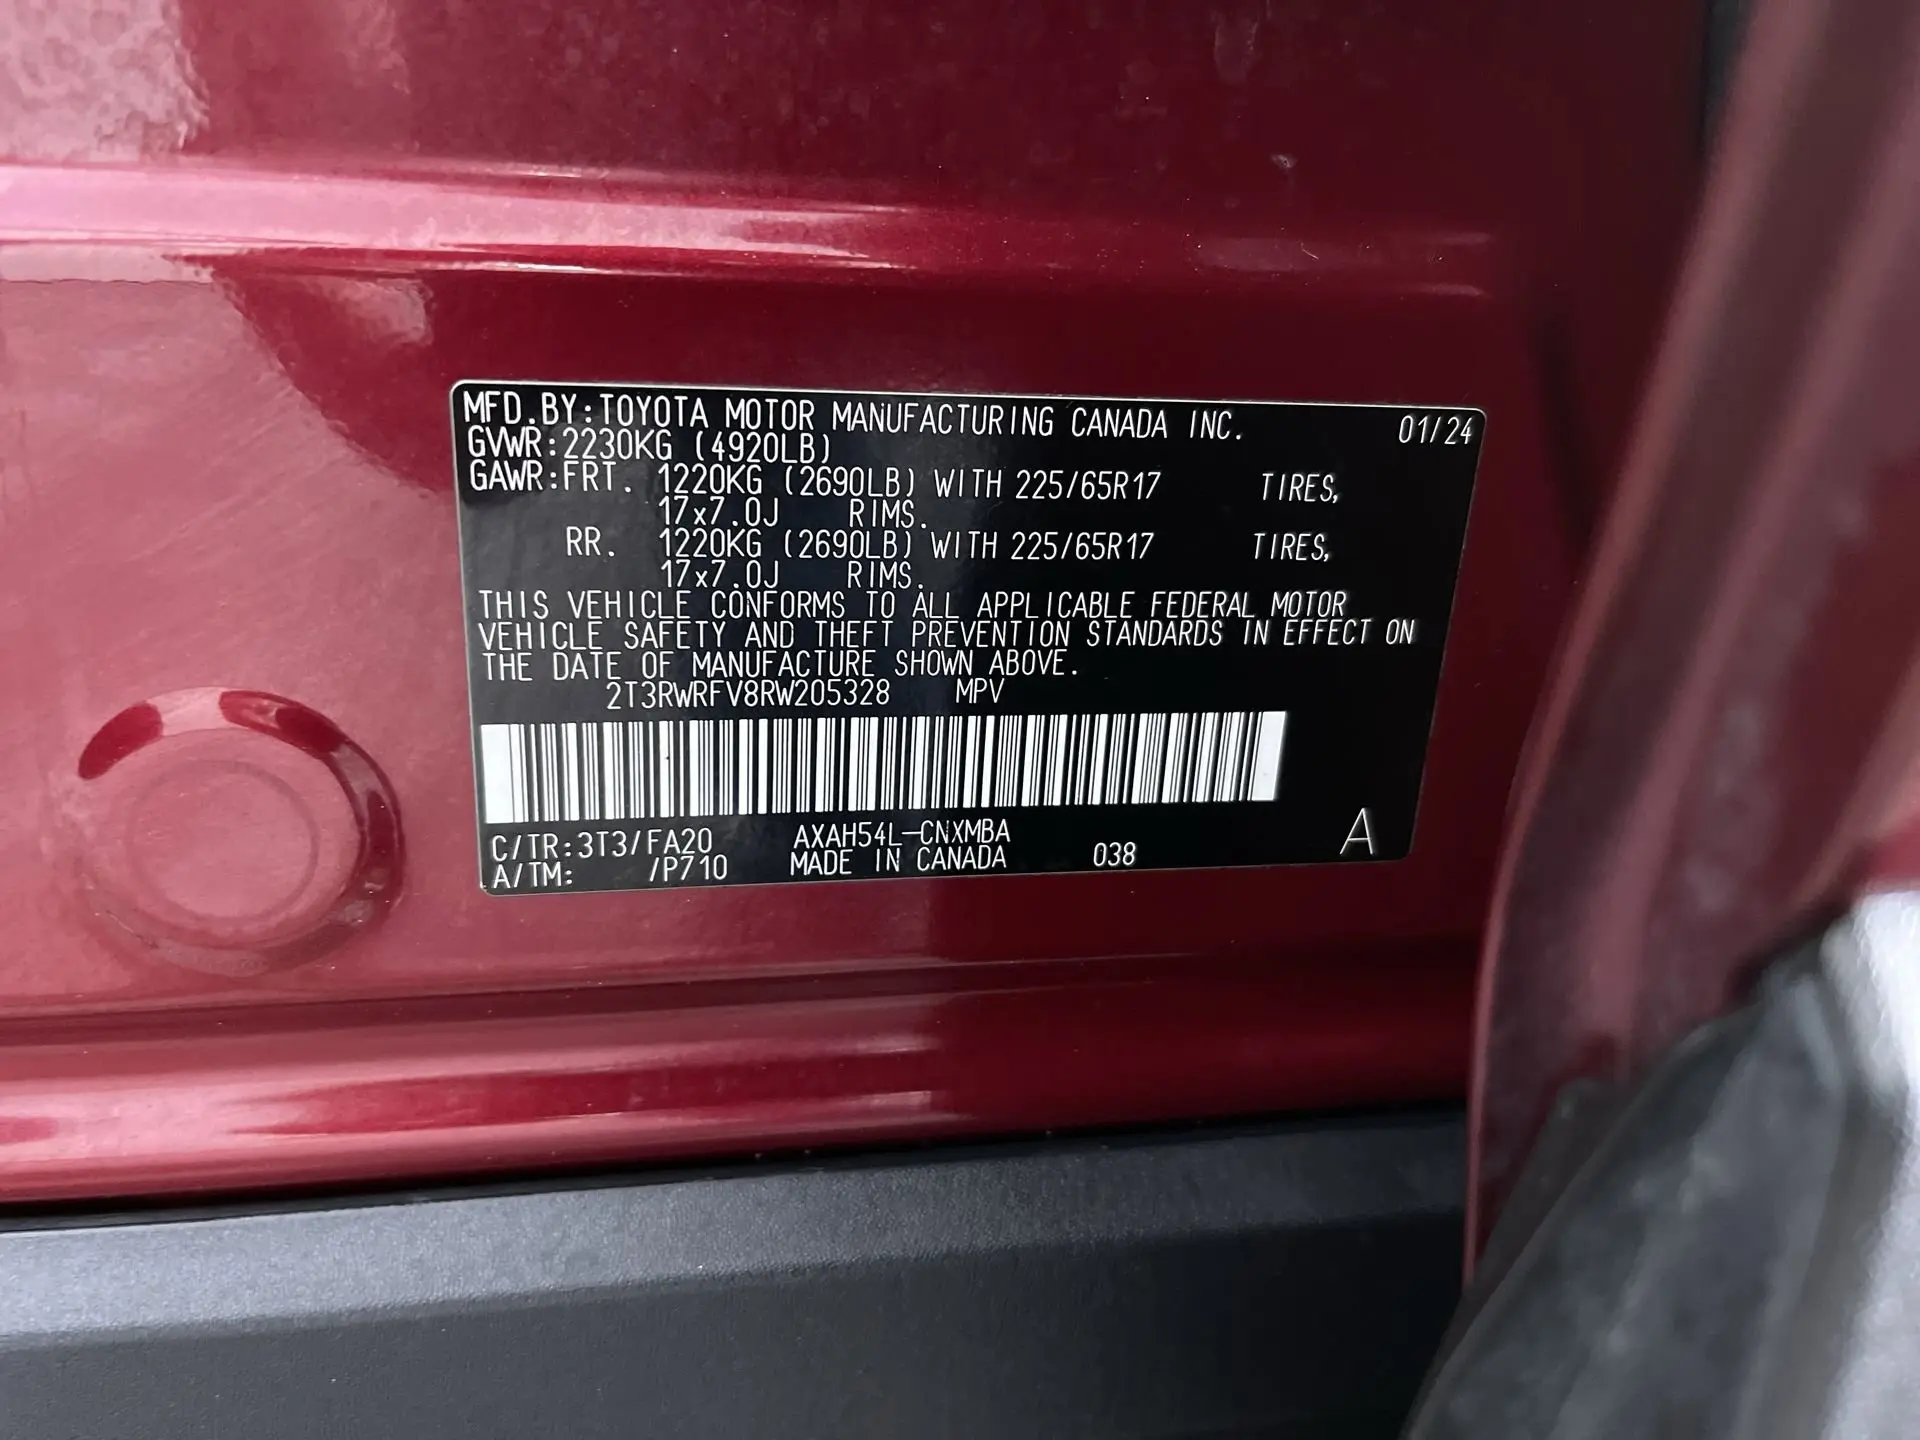 MFD.BY:TOYOTA MOTOR MANUFACTURING CANADA INC. 01/24
GVWR:2230KG (4920LB)
GAWR:FRT. 1220KG (2690LB) WITH 225/65R17 TIRES,
17x7.0J RIMS.
RR. 1220KG (2690LB) WITH 225/65R17 TIRES,
17x7.0J RIMS.
THIS VEHICLE CONFORMS TO ALL APPLICABLE FEDERAL MOTOR
VEHICLE SAFETY AND THEFT PREVENTION STANDARDS IN EFFECT ON
THE DATE OF MANUFACTURE SHOWN ABOVE.
2T3RWRFV8RW205328 MPV
C/TR:3T3/FA20 AXAH54L-CNXMBA
A/TM: /P710 MADE IN CANADA 038 A